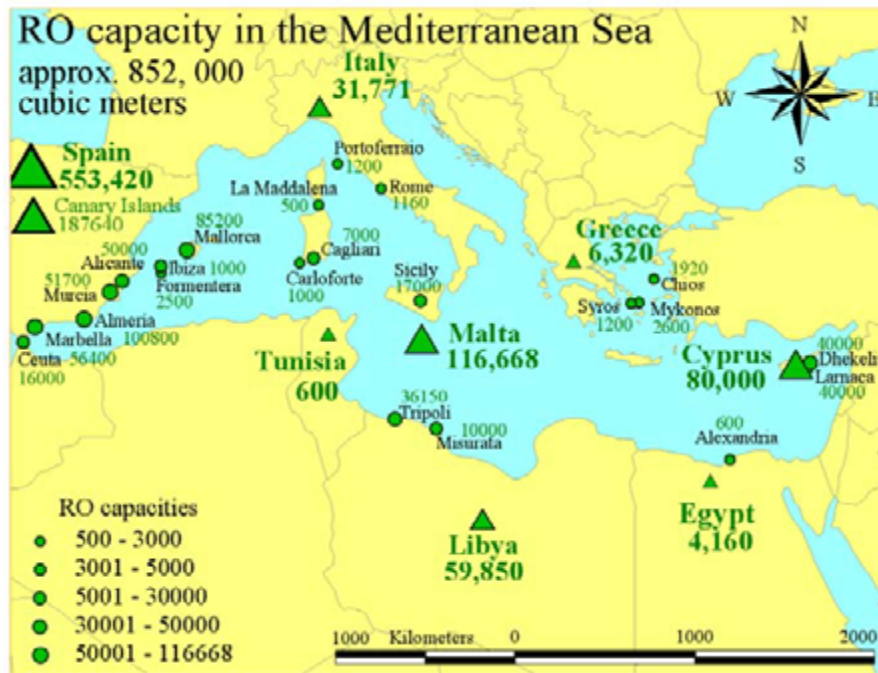 RO capacity in the Mediterranean Sea
approx. 852, 000
cubic meters
N
W
E
S
Italy
31,771
Spain
553,420
Canary Islands
187640
Portoferraio
1200
Rome
1160
La Maddalena
500
85200
Mallorca
50000
Alicante
Ibiza
1000
Formentera
2500
51700
Murcia
Almeria
100800
Marbella
56400
Ceuta
16000
7000
Cagliari
Carloforte
1000
Sicily
17000
Greece
6,320
1920
Chios
Syros
1200
Mykonos
2600
Malta
116,668
Tunisia
600
Cyprus
80,000
40000
Dhekeli
Larnaca
40000
36150
Tripoli
10000
Misurata
600
Alexandria
Egypt
4,160
Libya
59,850
RO capacities
500 - 3000
3001 - 5000
5001 - 30000
30001 - 50000
50001 - 116668
1000 Kilometers 0 1000 2000